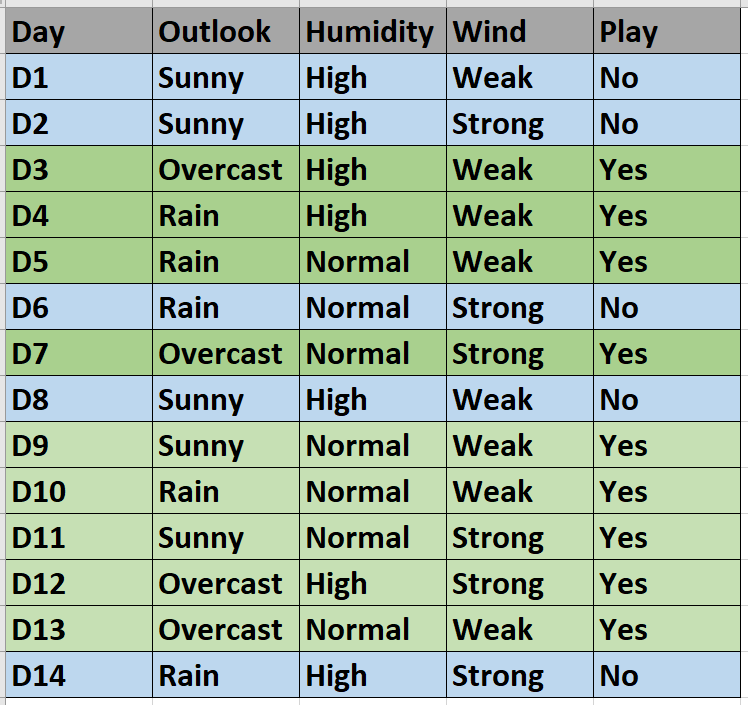 Day Outlook Humidity Wind Play
D1 Sunny High Weak No
D2 Sunny High Strong No
D3 Overcast High Weak Yes
D4 Rain High Weak Yes
D5 Rain Normal Weak Yes
D6 Rain Normal Strong No
D7 Overcast Normal Strong Yes
D8 Sunny High Weak No
D9 Sunny Normal Weak Yes
D10 Rain Normal Weak Yes
D11 Sunny Normal Strong Yes
D12 Overcast High Strong Yes
D13 Overcast Normal Weak Yes
D14 Rain High Strong No